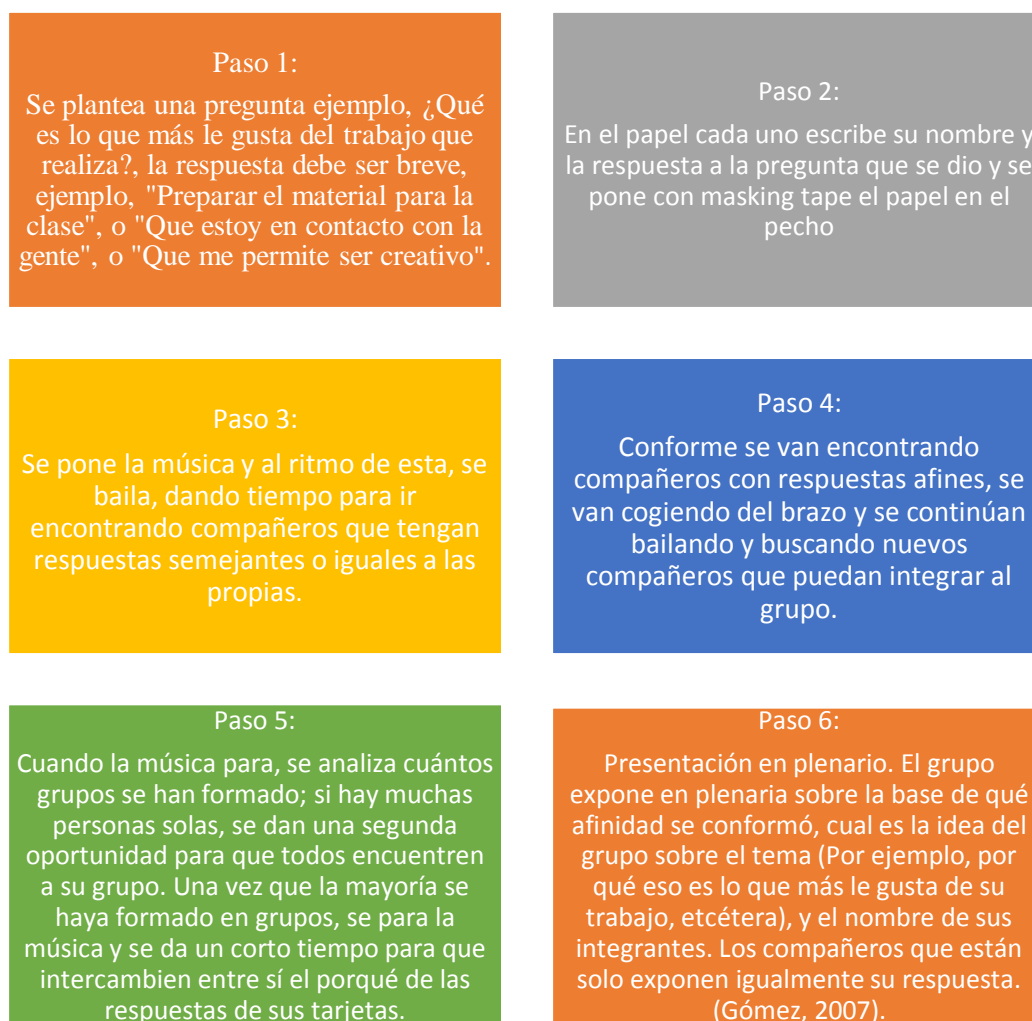 Paso 1:
Se plantea una pregunta ejemplo, ¿Qué
es lo que más le gusta del trabajo que
realiza?, la respuesta debe ser breve,
ejemplo, "Preparar el material para la
clase", o "Que estoy en contacto con la
gente", o "Que me permite ser creativo".
Paso 2:
En el papel cada uno escribe su nombre y
la respuesta a la pregunta que se dio y se
pone con masking tape el papel en el
pecho
Paso 3:
Se pone la música y al ritmo de esta, se
baila, dando tiempo para ir
encontrando compañeros que tengan
respuestas semejantes o iguales a las
propias.
Paso 4:
Conforme se van encontrando
compañeros con respuestas afines, se
van cogiendo del brazo y se continúan
bailando y buscando nuevos
compañeros que puedan integrar al
grupo.
Paso 5:
Cuando la música para, se analiza cuántos
grupos se han formado; si hay muchas
personas solas, se dan una segunda
oportunidad para que todos encuentren
a su grupo. Una vez que la mayoría se
haya formado en grupos, se para la
música y se da un corto tiempo para que
intercambien entre sí el porqué de las
respuestas de sus tarjetas.
Paso 6:
Presentación en plenario. El grupo
expone en plenaria sobre la base de qué
afinidad se conformó, cual es la idea del
grupo sobre el tema (Por ejemplo, por
qué eso es lo que más le gusta de su
trabajo, etcétera), y el nombre de sus
integrantes. Los compañeros que están
solo exponen igualmente su respuesta.
(Gómez, 2007).